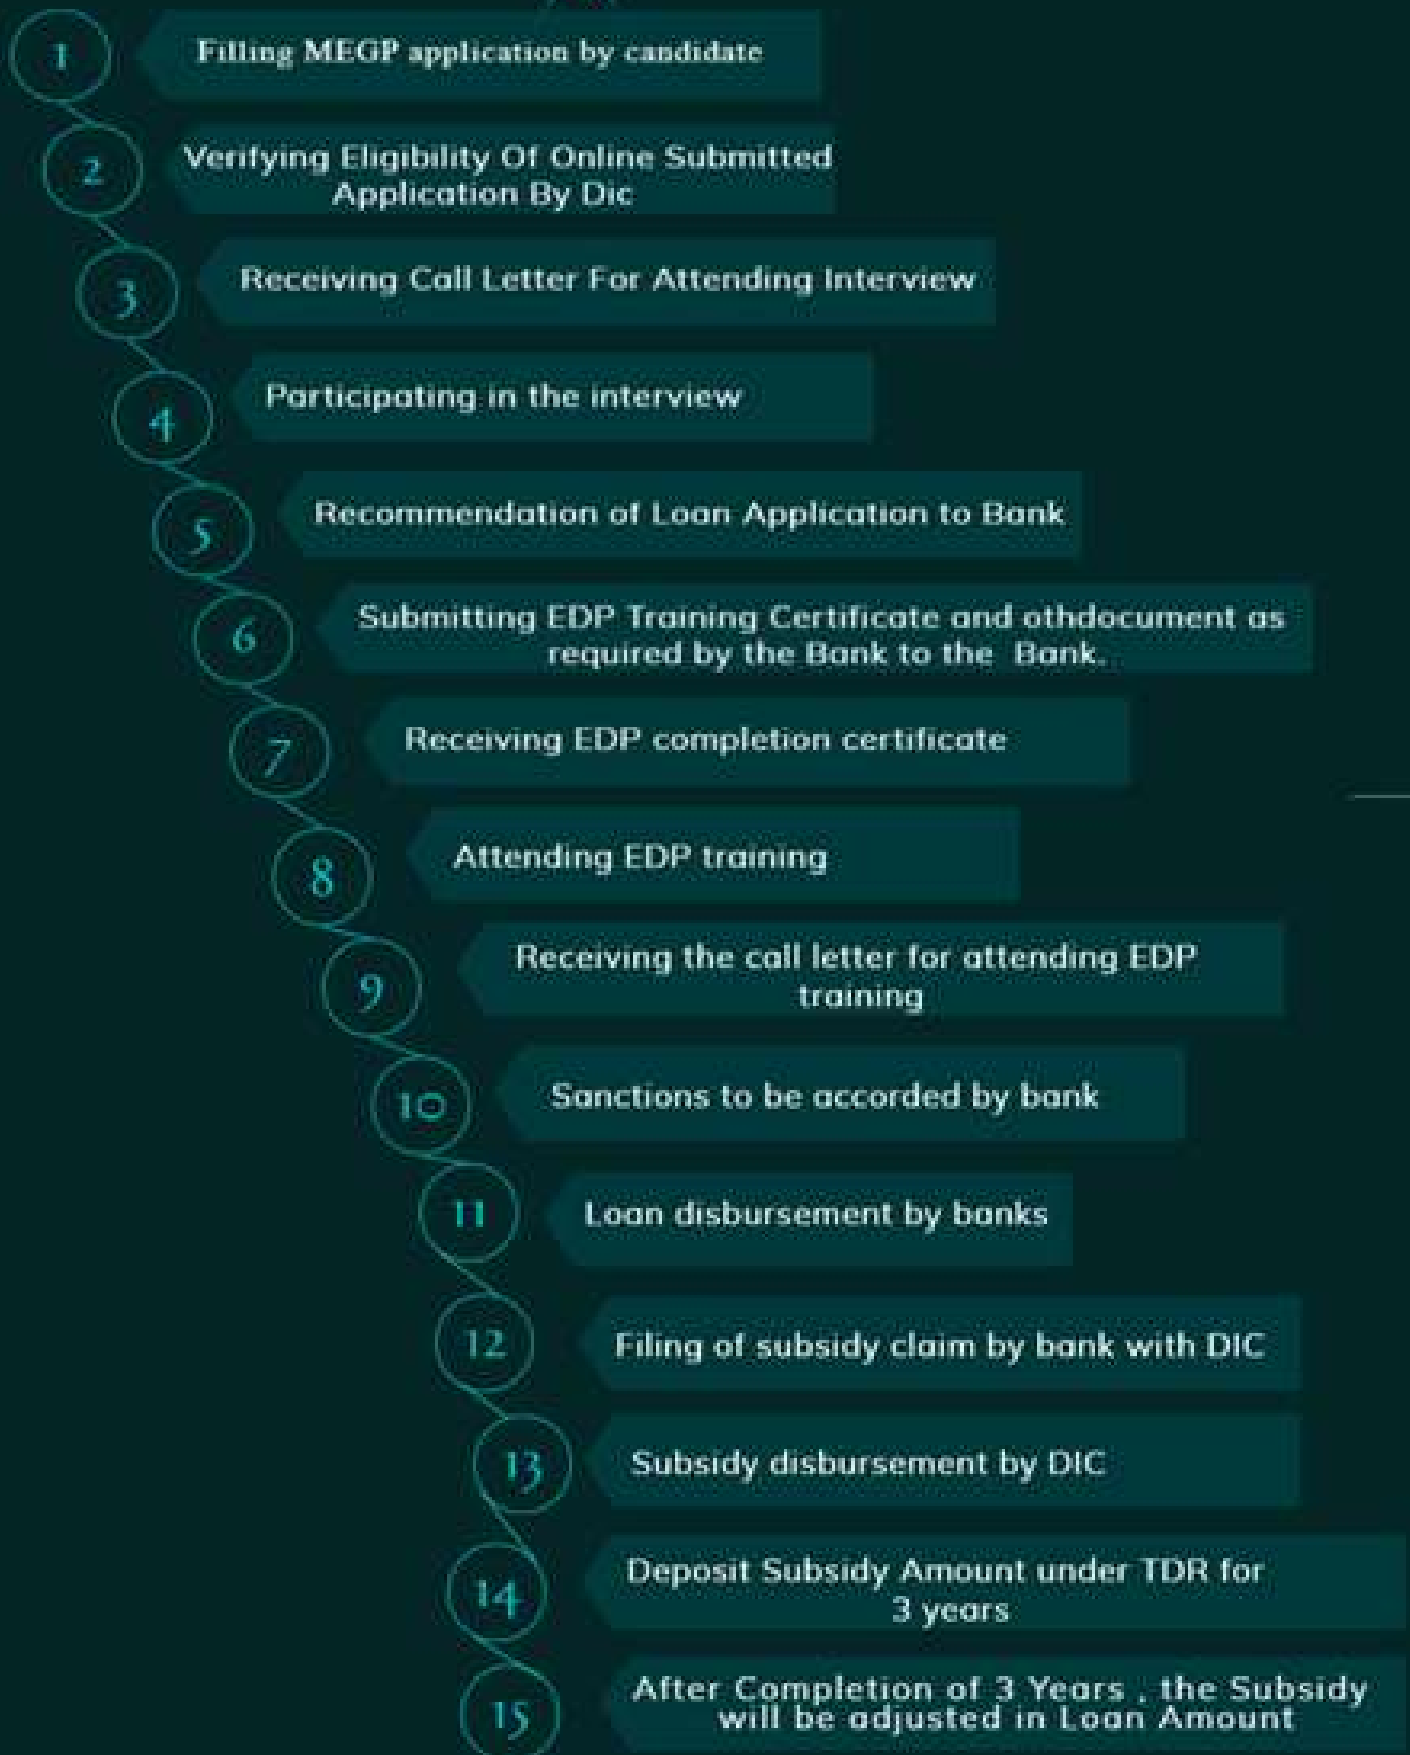 1
Filling MEGP application by candidate
2
Verifying Eligibility Of Online Submitted
Application By Dic
3
Receiving Call Letter For Attending Interview
4
Participating in the interview
5
Recommendation of Loan Application to Bank
6
Submitting EDP Training Certificate and othdocument as
required by the Bank to the Bank.
7
Receiving EDP completion certificate
8
Attending EDP training
9
Receiving the call letter for attending EDP
training
10
Sanctions to be accorded by bank
11
Loan disbursement by banks
12
Filing of subsidy claim by bank with DIC
13
Subsidy disbursement by DIC
14
Deposit Subsidy Amount under TDR for
3 years
15
After Completion of 3 Years , the Subsidy
will be adjusted in Loan Amount